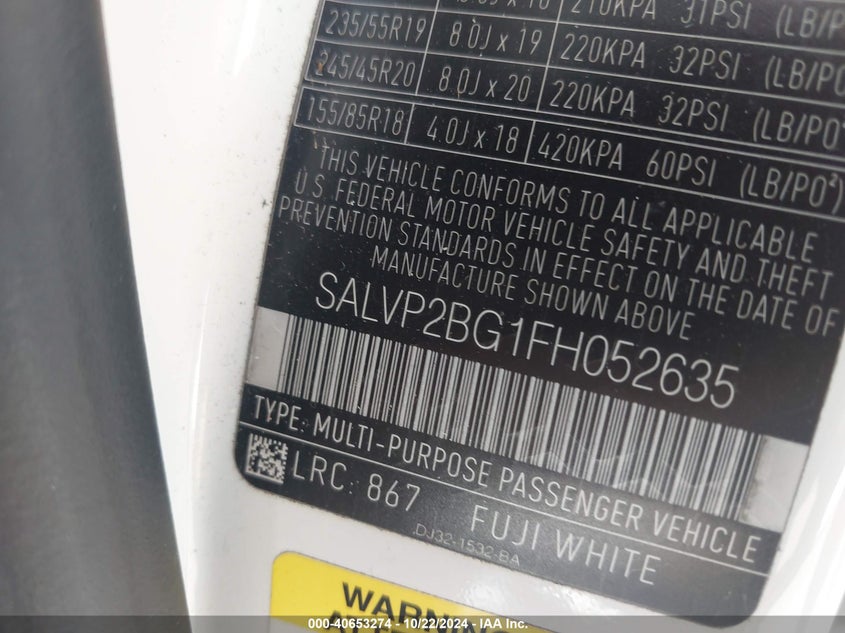 210KPA 31PSI (LB/P
235/55R19 8.0J x 19 220KPA 32PSI (LB/PO
245/45R20 8.0J x 20 220KPA 32PSI (LB/PO
155/85R18 4.0J x 18 420KPA 60PSI (LB/PO²)
THIS VEHICLE CONFORMS TO ALL APPLICABLE
U.S. FEDERAL MOTOR VEHICLE SAFETY AND THEFT
PREVENTION STANDARDS IN EFFECT ON THE DATE OF
MANUFACTURE SHOWN ABOVE
SALVP2BG1FH052635
TYPE: MULTI-PURPOSE PASSENGER VEHICLE
LRC: 867 FUJI WHITE
DJ32-1532-BA
WARNING
000-40653274 - 10/22/2024 - IAA Inc.